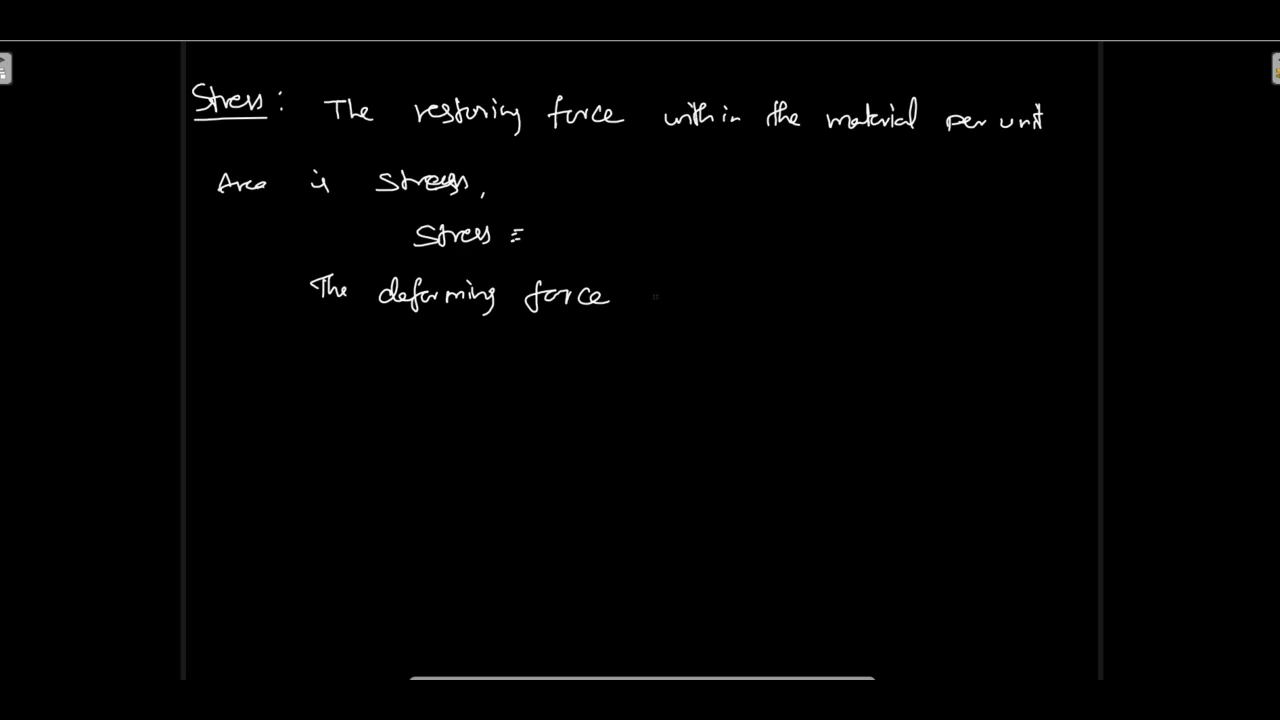 Stress : The restoring force within the material per unit
Area is stress,
Stress =
The deforming force